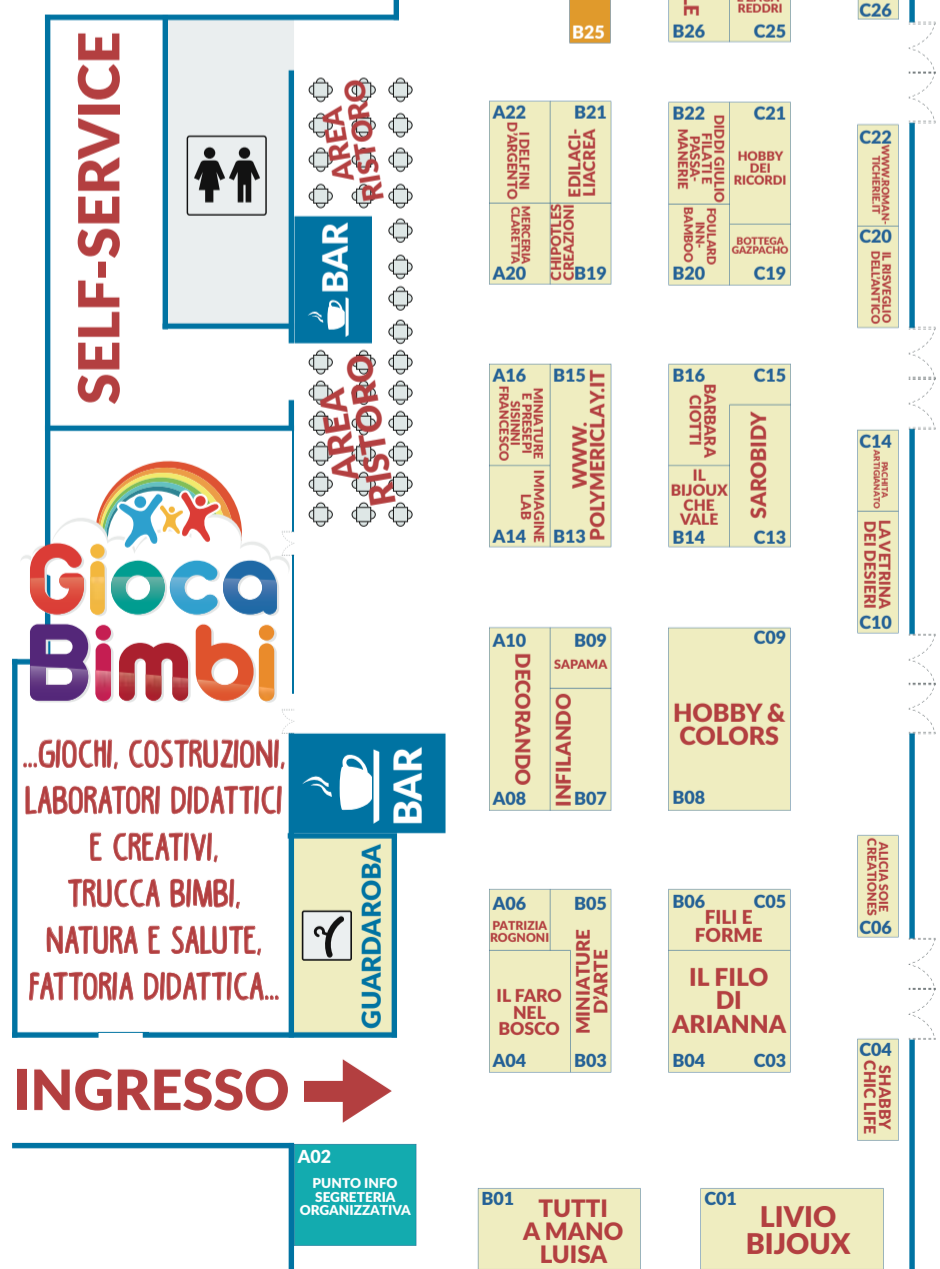 B25
LE
B26
REDDRI
C25
C26
SELF-SERVICE
AREA
RISTORO
BAR
AREA
RISTORO
A22
I DELFINI
D'ARGENTO
B21
EDILACI-
LIACREA
MERCERIA
CLARETTA
A20
CHIPOTLES
CREAZIONI
B19
B22
DIDDI GIULIO
FILATI E
PASSA-
MANERIE
C21
HOBBY
DEI
RICORDI
FOULARD
INN-
BAMBOO
B20
BOTTEGA
GAZPACHO
C19
C22
WWW.ROMAN-
TICHERIE.IT
C20
IL RISVEGLIO
DELL'ANTICO
A16
MINIATURE
E PRESEPI
SISINNI
FRANCESCO
B15
WWW.
POLYMERICLAY.IT
IMMAGINE
LAB
A14
B13
B16
BARBARA
CIOTTI
C15
SAROBIDY
IL
BIJOUX
CHE
VALE
B14
C13
C14
PACHITA
ARTIGIANATO
LA VETRINA
DEI DESIERI
C10
Gioca
Bimbi
...GIOCHI, COSTRUZIONI,
LABORATORI DIDATTICI
E CREATIVI,
TRUCCA BIMBI,
NATURA E SALUTE,
FATTORIA DIDATTICA...
BAR
GUARDAROBA
A10
DECORANDO
A08
B09
SAPAMA
INFILANDO
B07
C09
HOBBY &
COLORS
B08
ALICIA SOIE
CREATIONES
C06
A06
PATRIZIA
ROGNONI
B05
MINIATURE
D'ARTE
IL FARO
NEL
BOSCO
A04
B03
B06
C05
FILI E
FORME
IL FILO
DI
ARIANNA
B04
C03
C04
SHABBY
CHIC LIFE
INGRESSO
A02
PUNTO INFO
SEGRETERIA
ORGANIZZATIVA
B01
TUTTI
A MANO
LUISA
C01
LIVIO
BIJOUX